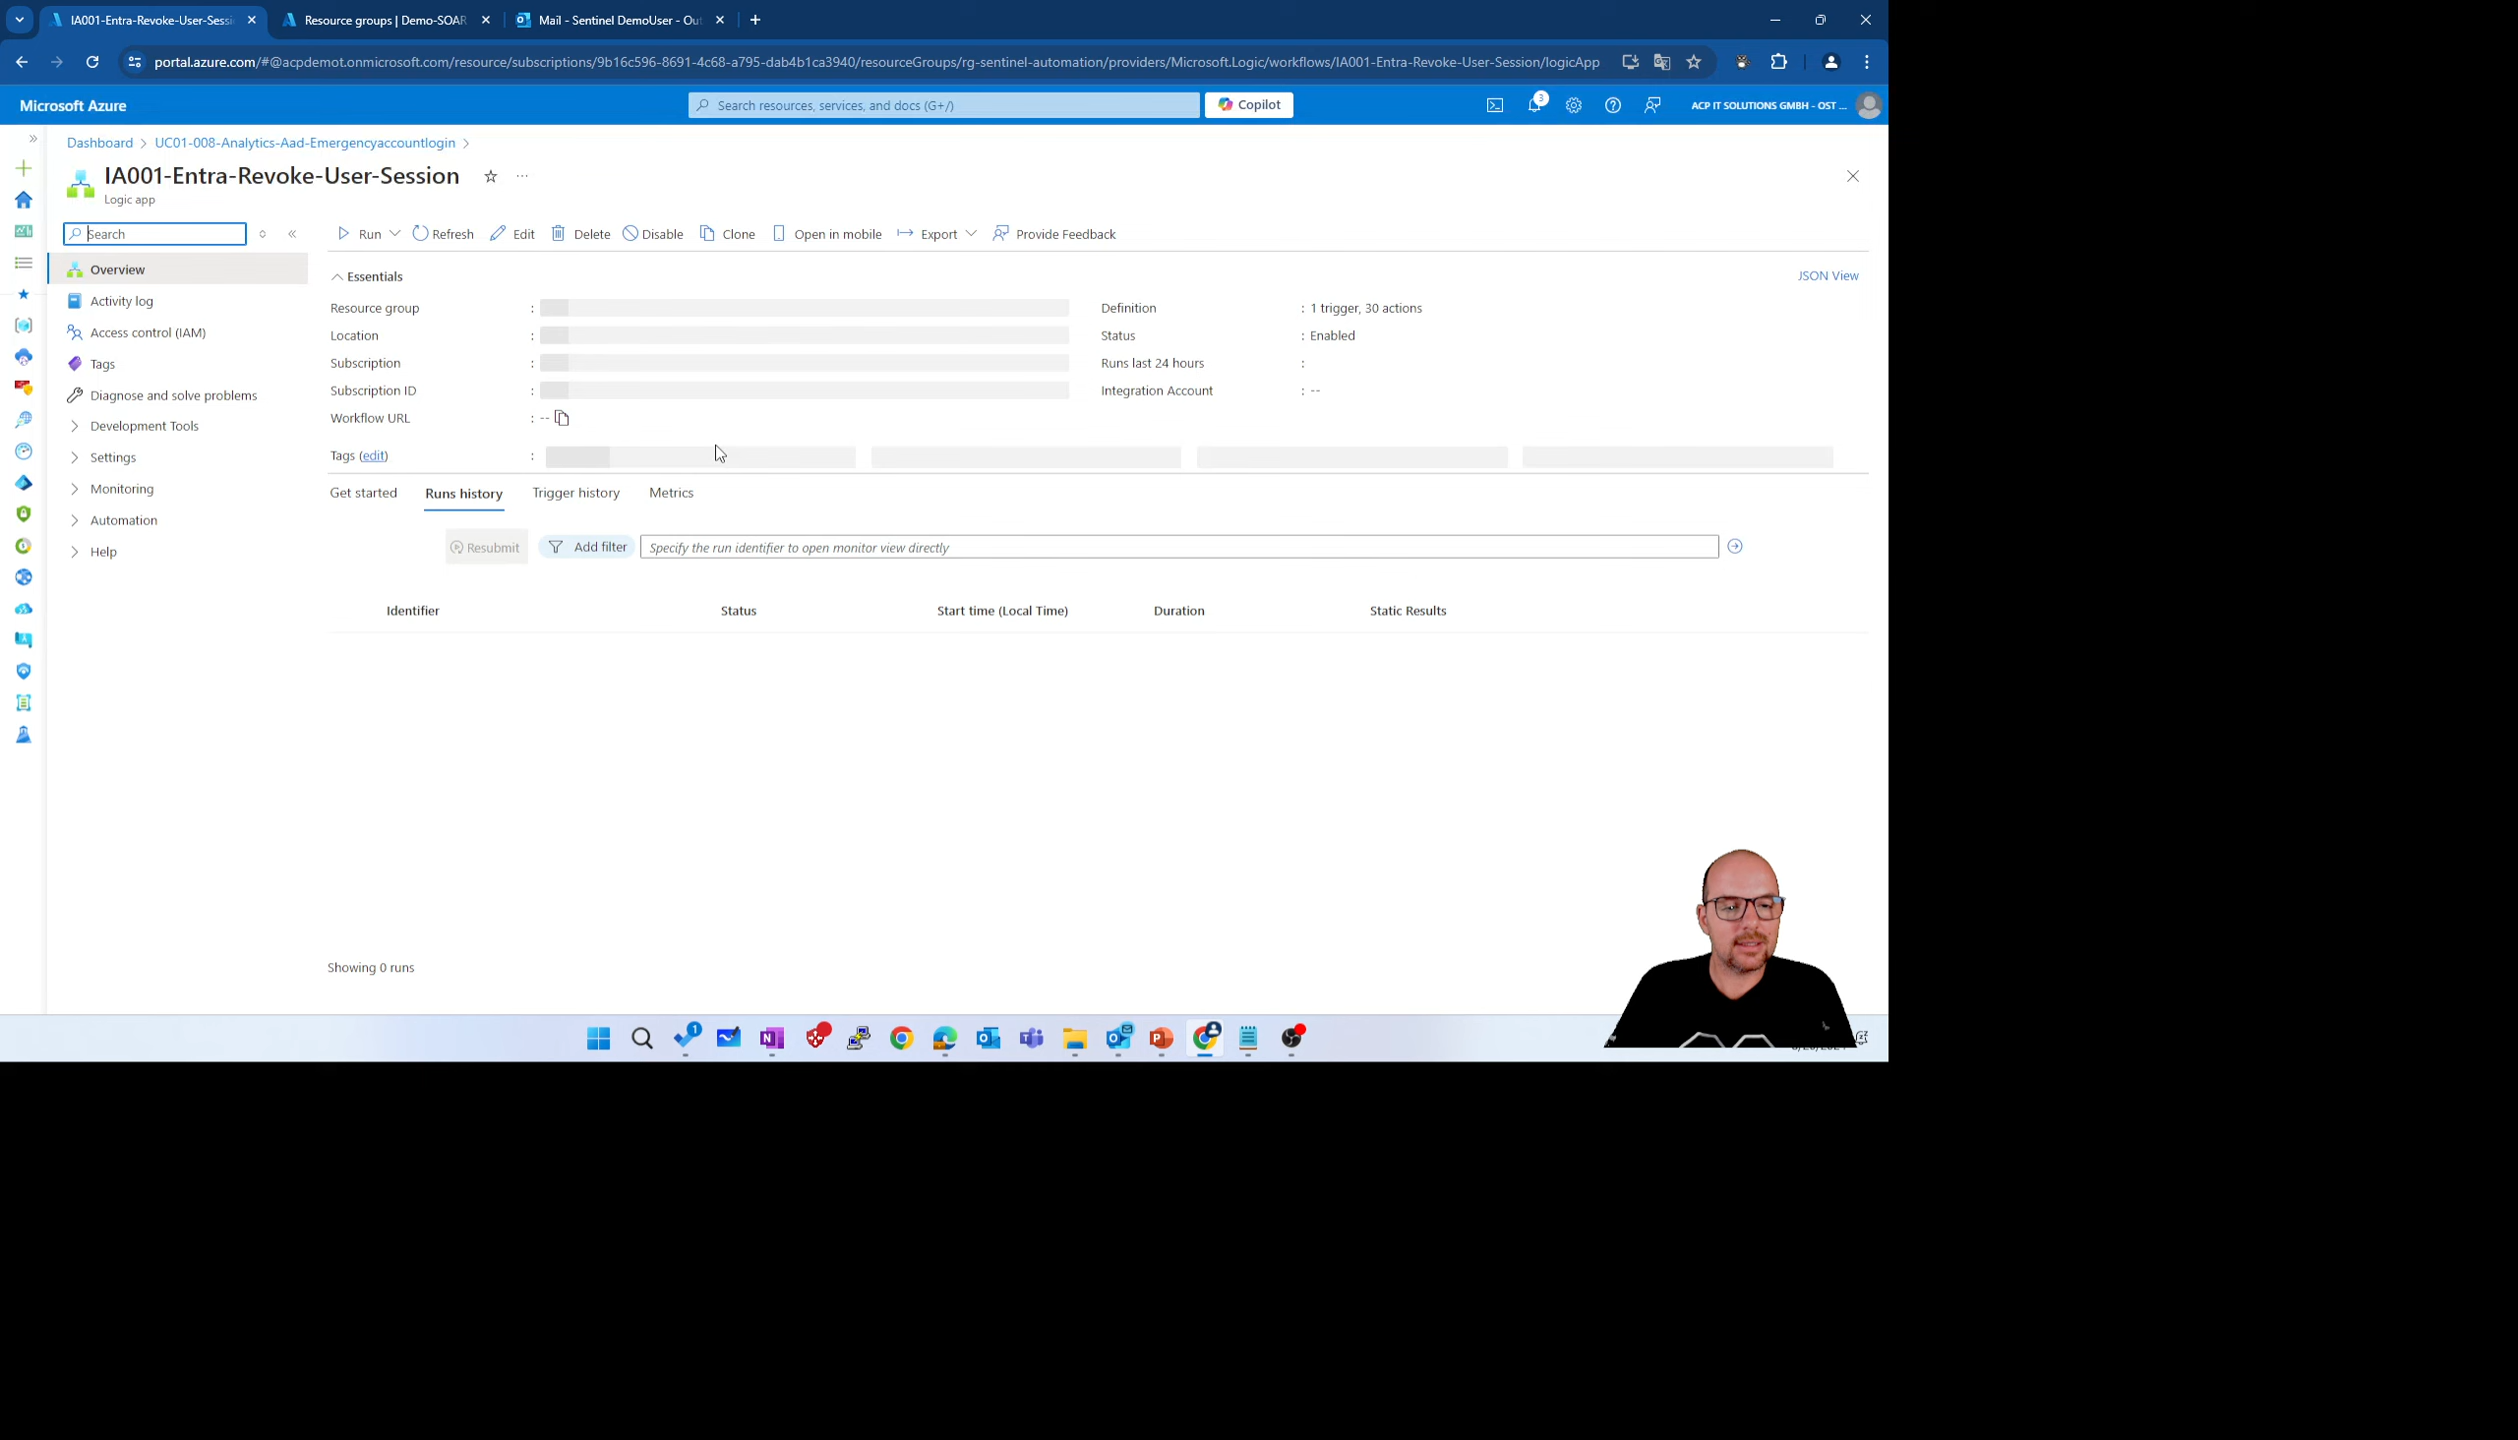 IA001-Entra-Revoke-User-Sessi
Resource groups | Demo-SOAR
Mail - Sentinel DemoUser - Out
portal.azure.com/#@acpdemot.onmicrosoft.com/resource/subscriptions/9b16c596-8691-4c68-a795-dab4b1ca3940/resourceGroups/rg-sentinel-automation/providers/Microsoft.Logic/workflows/IA001-Entra-Revoke-User-Session/logicApp
Microsoft Azure
Search resources, services, and docs (G+/)
Copilot
3
ACP IT SOLUTIONS GMBH - OST ...
Dashboard > UC01-008-Analytics-Aad-Emergencyaccountlogin >
IA001-Entra-Revoke-User-Session
Logic app
Search
Run
Refresh
Edit
Delete
Disable
Clone
Open in mobile
Export
Provide Feedback
Overview
Activity log
Access control (IAM)
Tags
Diagnose and solve problems
Development Tools
Settings
Monitoring
Automation
Help
Essentials
JSON View
Resource group :
Location :
Subscription :
Subscription ID :
Workflow URL : --
Definition : 1 trigger, 30 actions
Status : Enabled
Runs last 24 hours :
Integration Account : --
Tags (edit) :
Get started
Runs history
Trigger history
Metrics
Resubmit
Add filter
Specify the run identifier to open monitor view directly
Identifier
Status
Start time (Local Time)
Duration
Static Results
Showing 0 runs
1